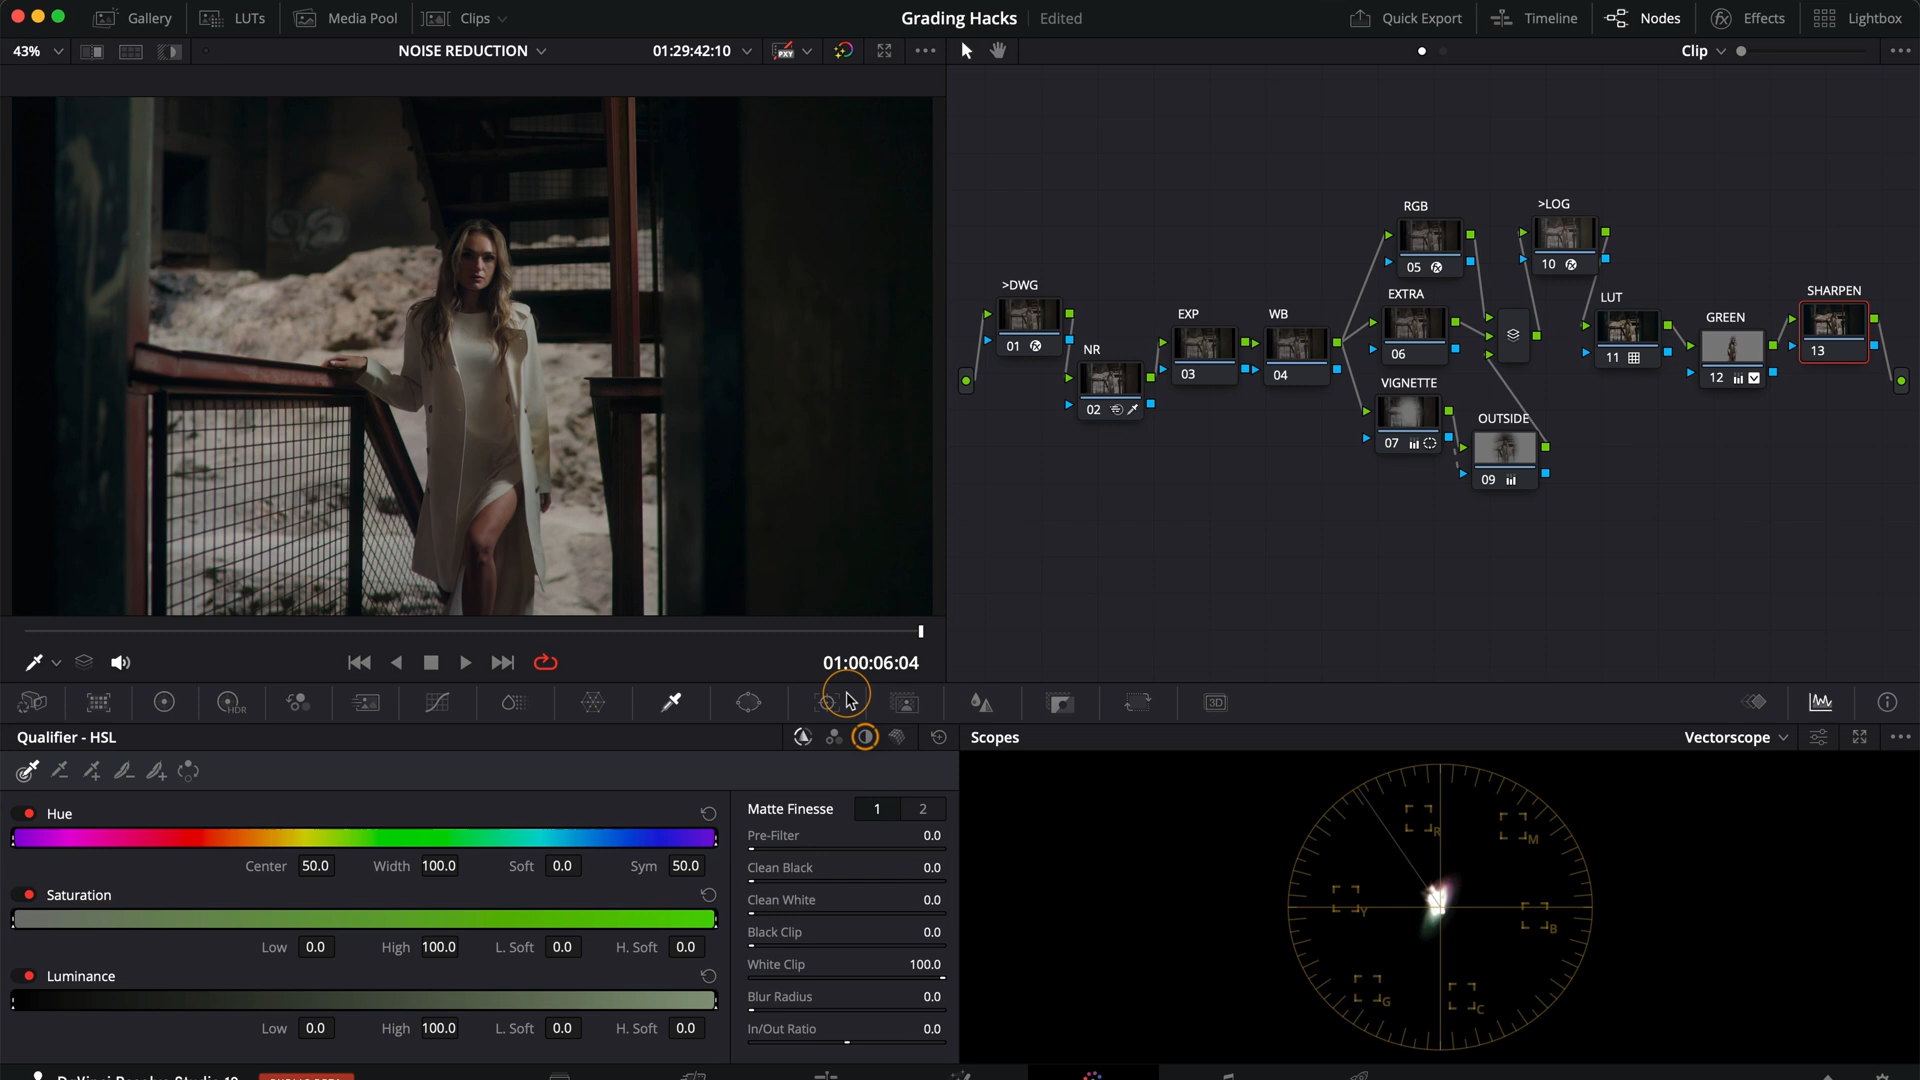 Gallery
LUTs
Media Pool
Clips
Grading Hacks
Edited
Quick Export
Timeline
Nodes
Effects
Lightbox
43%
NOISE REDUCTION
01:29:42:10
PXY
Clip
>DWG
01
NR
02
EXP
03
WB
04
RGB
05
EXTRA
06
VIGNETTE
07
OUTSIDE
09
>LOG
10
LUT
11
GREEN
12
SHARPEN
13
01:00:06:04
HDR
3D
Qualifier - HSL
Scopes
Vectorscope
Hue
Center 50.0 Width 100.0 Soft 0.0 Sym 50.0
Saturation
Low 0.0 High 100.0 L. Soft 0.0 H. Soft 0.0
Luminance
Low 0.0 High 100.0 L. Soft 0.0 H. Soft 0.0
Matte Finesse 1 2
Pre-Filter 0.0
Clean Black 0.0
Clean White 0.0
Black Clip 0.0
White Clip 100.0
Blur Radius 0.0
In/Out Ratio 0.0
R
M
Y
B
G
C